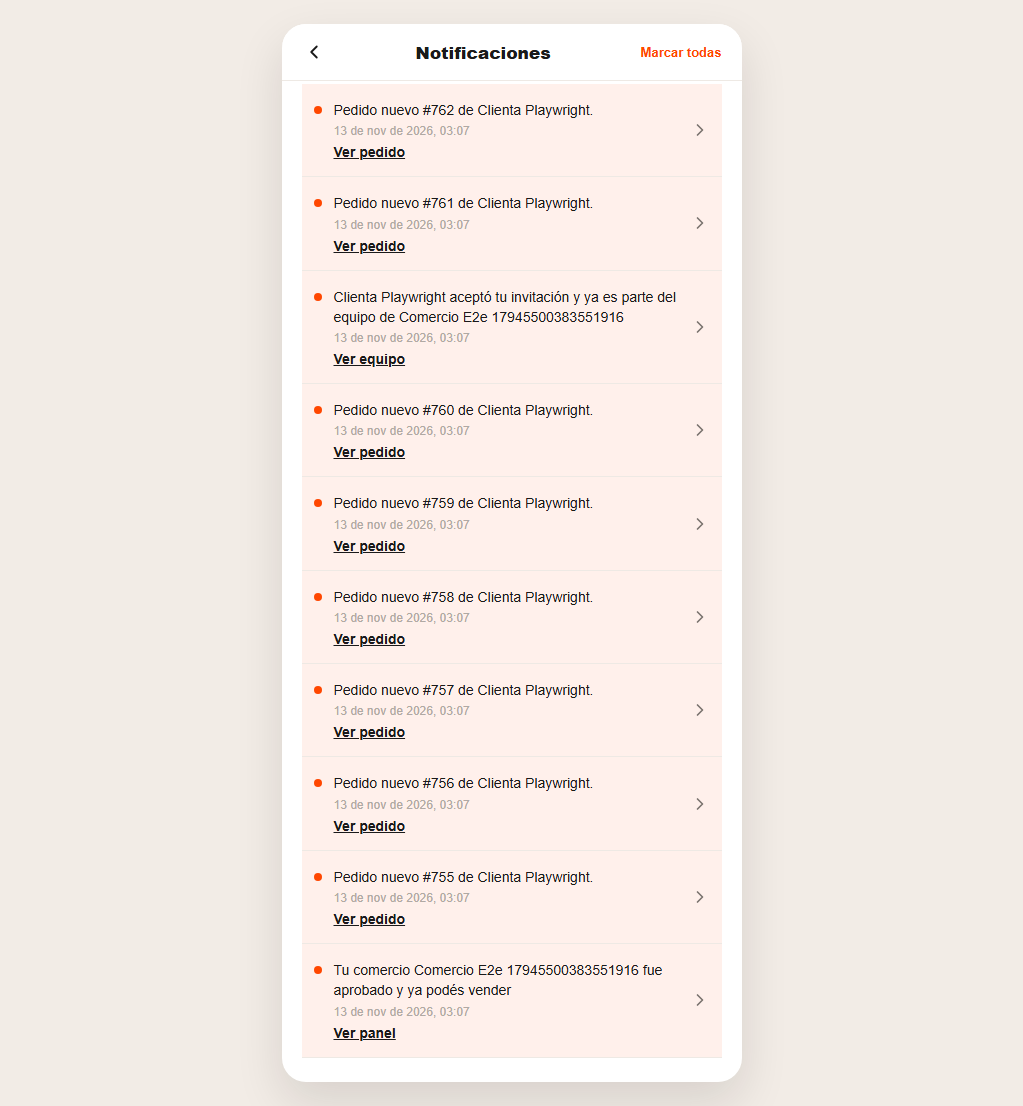 Notificaciones
Marcar todas
Pedido nuevo #762 de Clienta Playwright.
13 de nov de 2026, 03:07
Ver pedido
Pedido nuevo #761 de Clienta Playwright.
13 de nov de 2026, 03:07
Ver pedido
Clienta Playwright aceptó tu invitación y ya es parte del
equipo de Comercio E2e 17945500383551916
13 de nov de 2026, 03:07
Ver equipo
Pedido nuevo #760 de Clienta Playwright.
13 de nov de 2026, 03:07
Ver pedido
Pedido nuevo #759 de Clienta Playwright.
13 de nov de 2026, 03:07
Ver pedido
Pedido nuevo #758 de Clienta Playwright.
13 de nov de 2026, 03:07
Ver pedido
Pedido nuevo #757 de Clienta Playwright.
13 de nov de 2026, 03:07
Ver pedido
Pedido nuevo #756 de Clienta Playwright.
13 de nov de 2026, 03:07
Ver pedido
Pedido nuevo #755 de Clienta Playwright.
13 de nov de 2026, 03:07
Ver pedido
Tu comercio Comercio E2e 17945500383551916 fue
aprobado y ya podés vender
13 de nov de 2026, 03:07
Ver panel